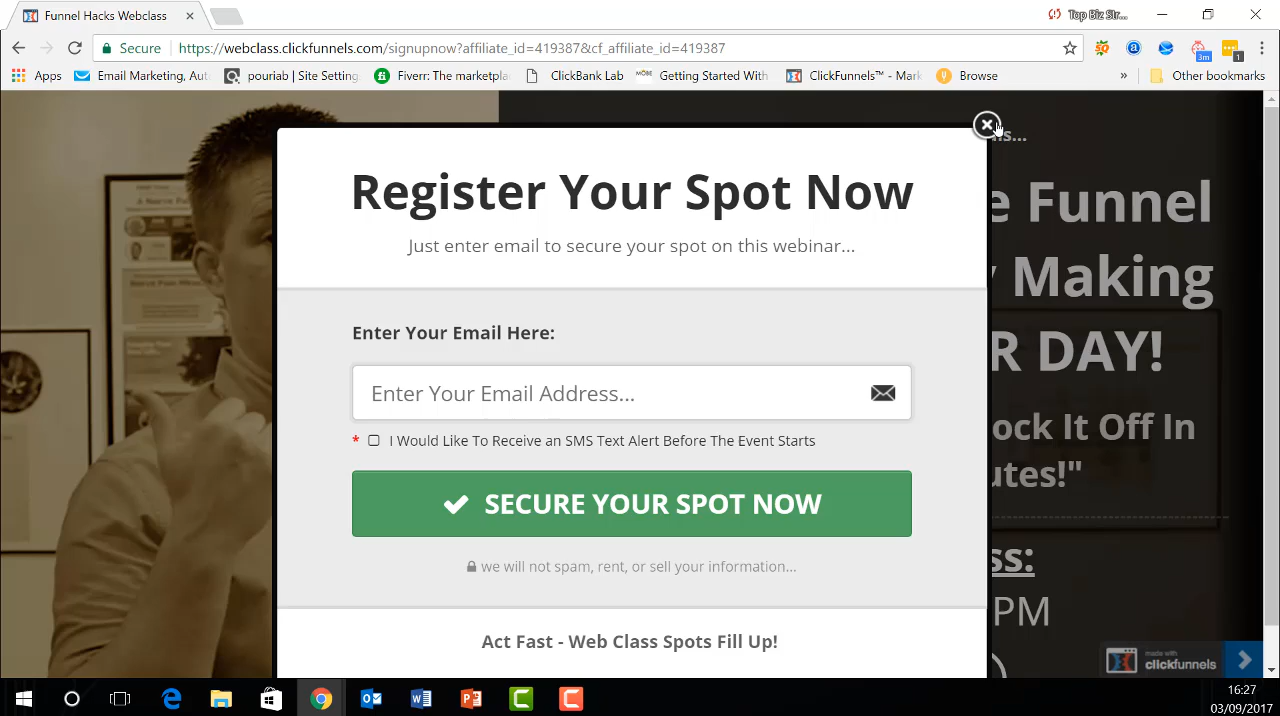 Funnel Hacks Webclass
Top Biz Str...
Secure
https://webclass.clickfunnels.com/signupnow?affiliate_id=419387&cf_affiliate_id=419387
3m
1
Apps
Email Marketing, Auto
pouriab | Site Setting
Fiverr: The marketpla
ClickBank Lab
MOBE
Getting Started With
ClickFunnels™ - Mark
Browse
»
Other bookmarks
ns...
e Funnel
Making
R DAY!
ock It Off In
utes!"
ss:
PM
Register Your Spot Now
Just enter email to secure your spot on this webinar...
Enter Your Email Here:
Enter Your Email Address...
* I Would Like To Receive an SMS Text Alert Before The Event Starts
SECURE YOUR SPOT NOW
we will not spam, rent, or sell your information...
Act Fast - Web Class Spots Fill Up!
made with
clickfunnels
16:27
03/09/2017